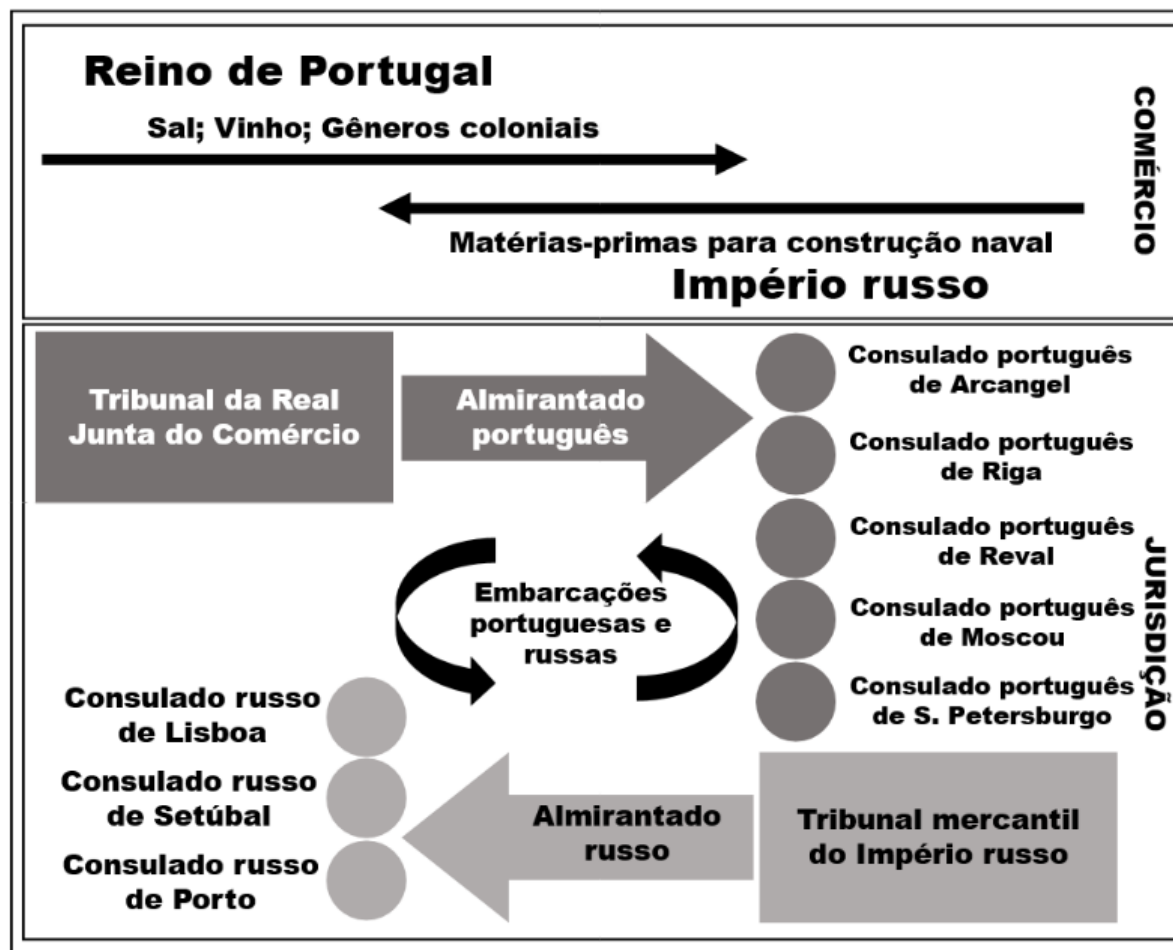 Reino de Portugal
Sal; Vinho; Gêneros coloniais
Matérias-primas para construção naval
Império russo
COMÉRCIO
Tribunal da Real
Junta do Comércio
Almirantado
português
Consulado português
de Arcangel
Consulado português
de Riga
Consulado português
de Reval
Consulado português
de Moscou
Consulado português
de S. Petersburgo
JURISDIÇÃO
Embarcações
portuguesas e
russas
Consulado russo
de Lisboa
Consulado russo
de Setúbal
Consulado russo
de Porto
Almirantado
russo
Tribunal mercantil
do Império russo